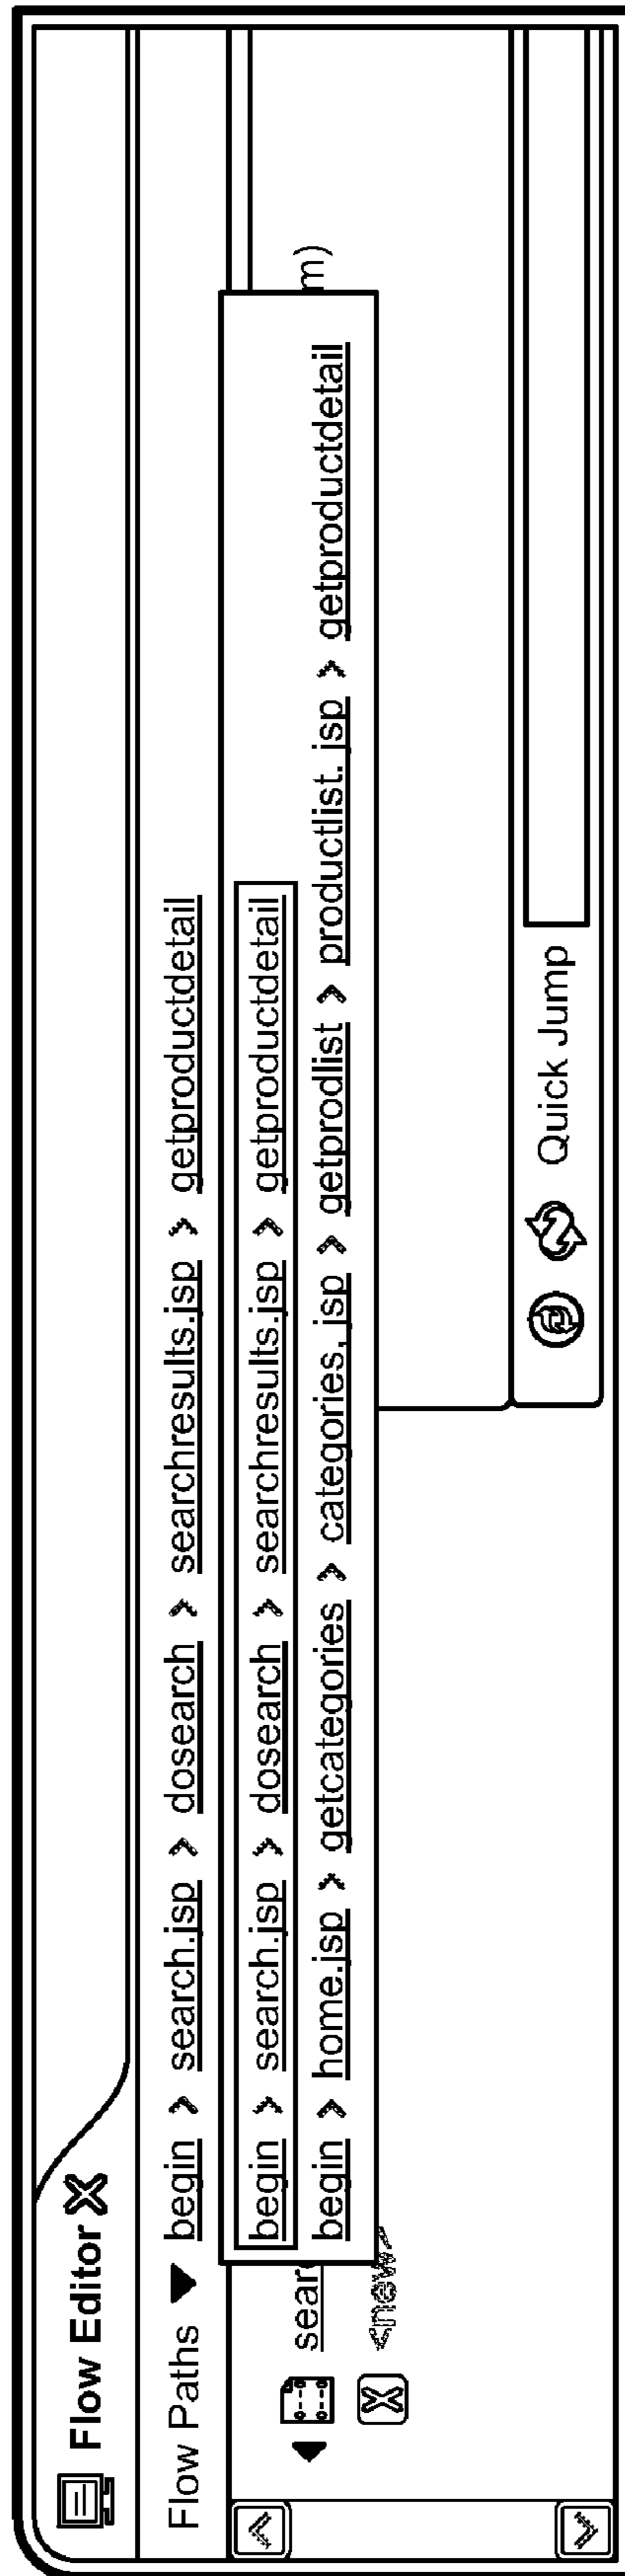 Flow Editor
Flow Paths begin > search.jsp > dosearch > searchresults.jsp > getproductdetail
begin > search.jsp > dosearch > searchresults.jsp > getproductdetail
begin > home.jsp > getcategories > categories.jsp > getprodlist > productlist.jsp > getproductdetail
sear m)
<new
Quick Jump